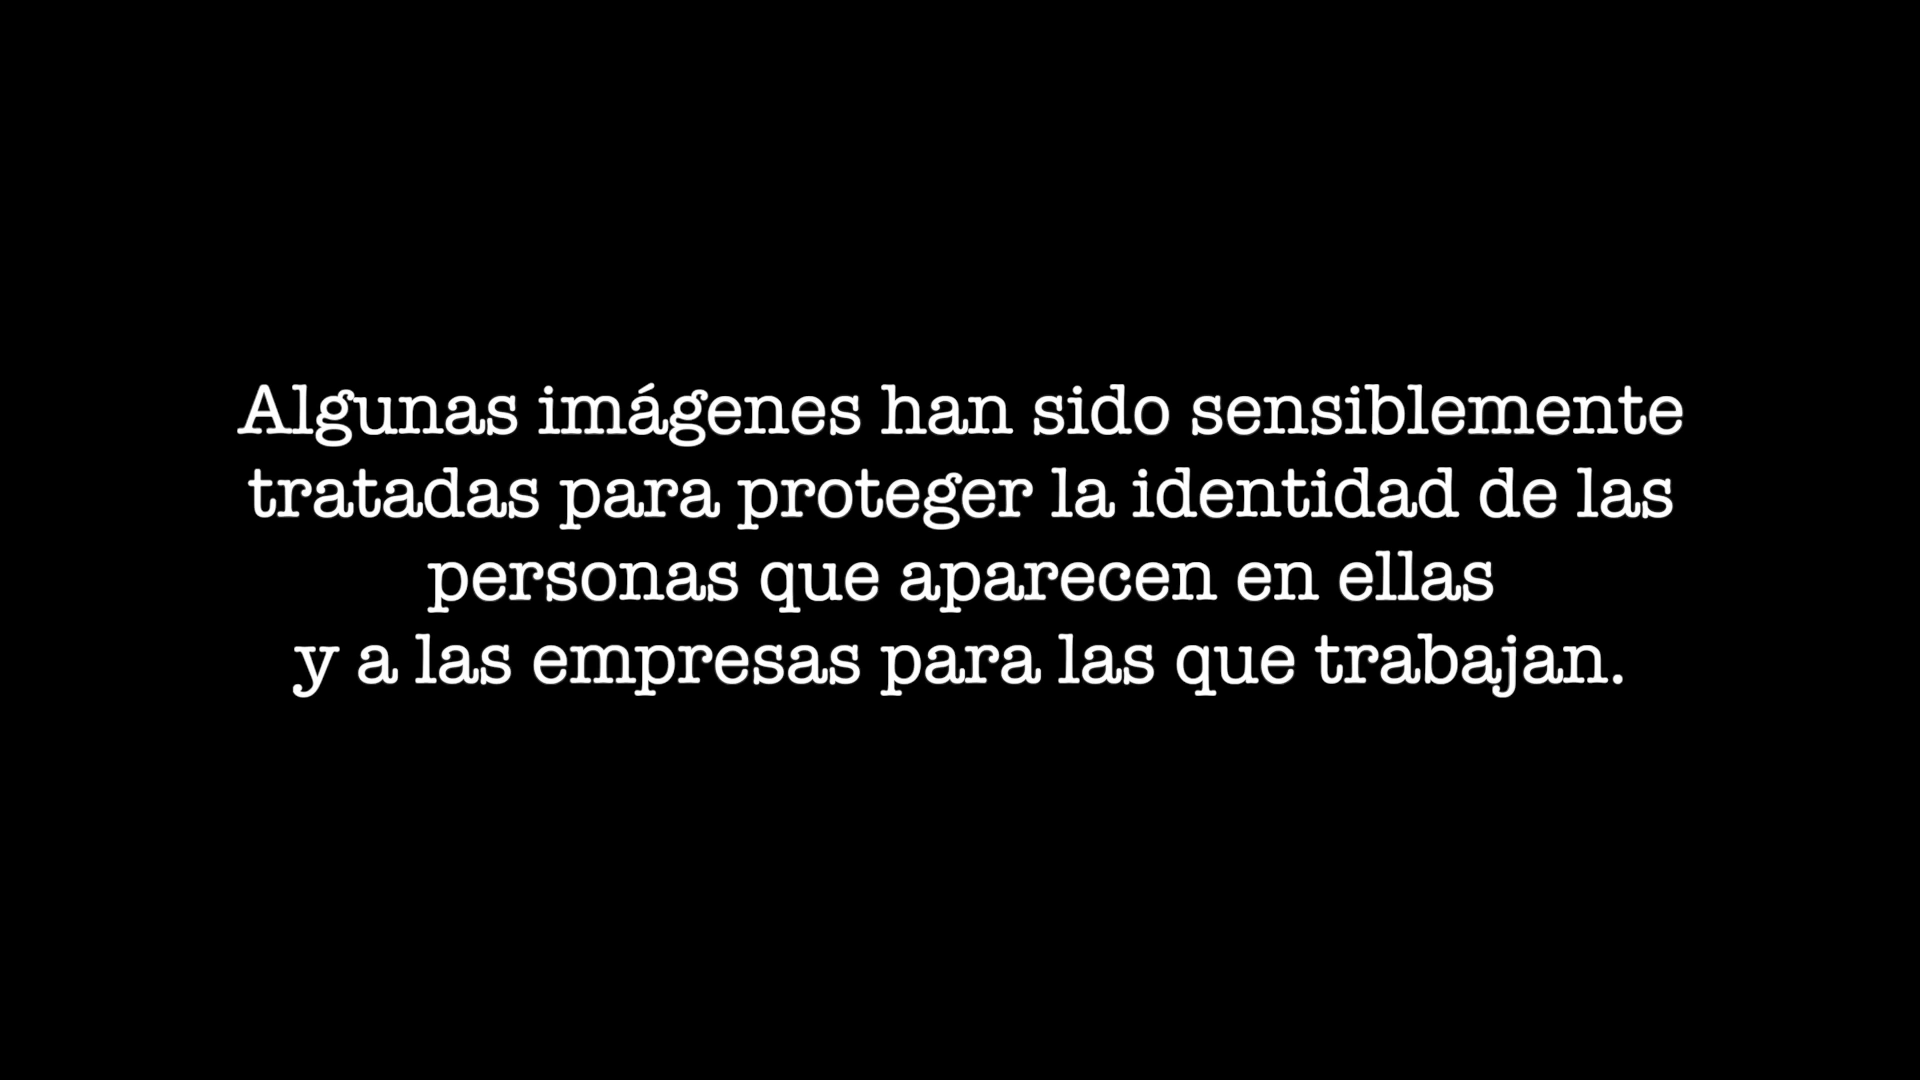 Algunas imágenes han sido sensiblemente
tratadas para proteger la identidad de las
personas que aparecen en ellas
y a las empresas para las que trabajan.